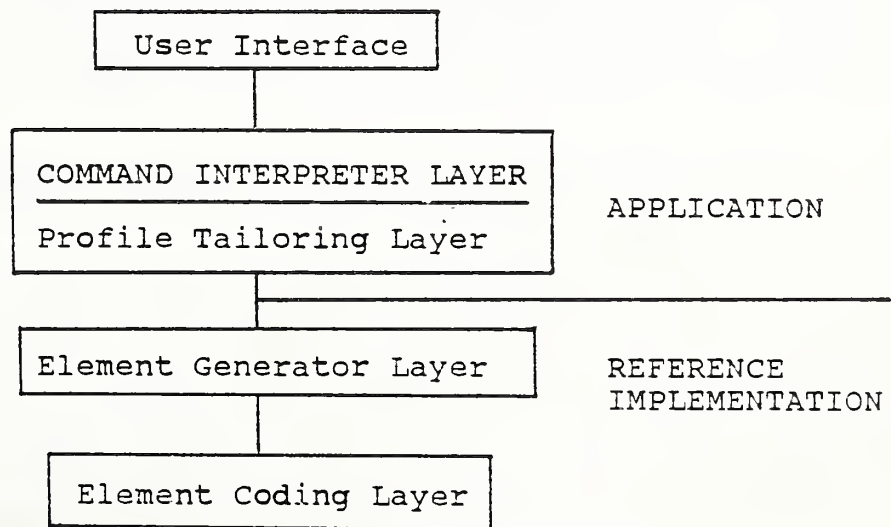 User Interface
COMMAND INTERPRETER LAYER
Profile Tailoring Layer
APPLICATION
Element Generator Layer
REFERENCE
IMPLEMENTATION
Element Coding Layer